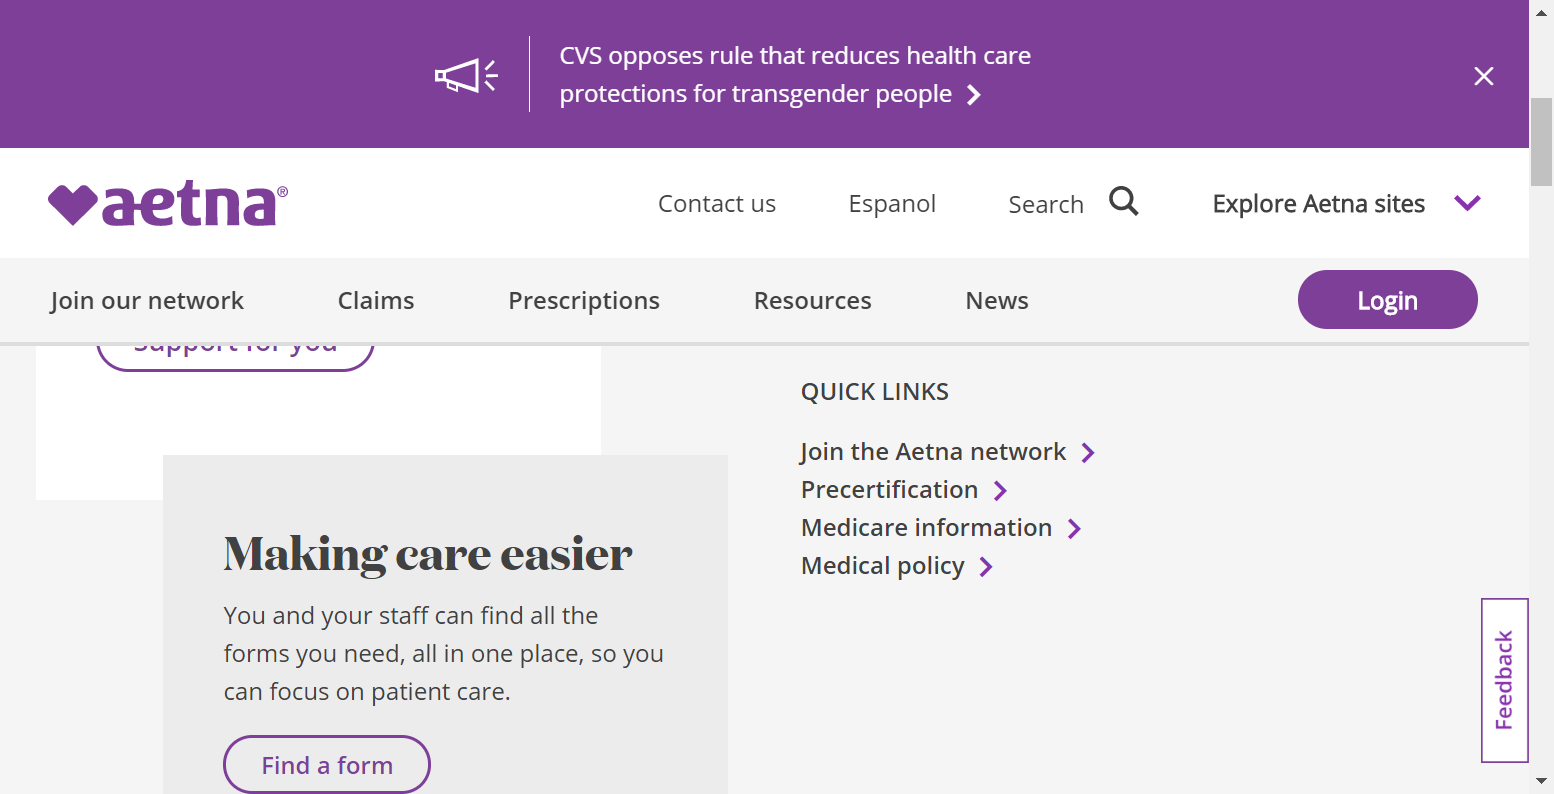 CVS opposes rule that reduces health care
protections for transgender people
aetna®
Contact us
Espanol
Search
Explore Aetna sites
Join our network
Claims
Prescriptions
Resources
News
Login
Support for you
QUICK LINKS
Join the Aetna network
Precertification
Medicare information
Medical policy
Making care easier
You and your staff can find all the
forms you need, all in one place, so you
can focus on patient care.
Find a form
Feedback